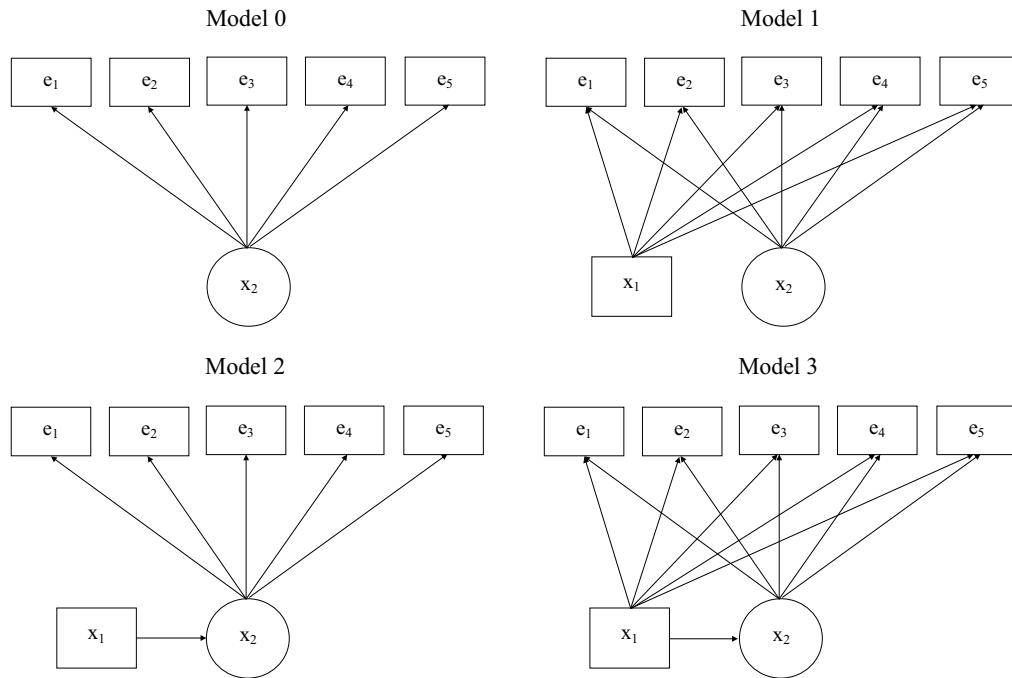 Model 0
e₁ e₂ e₃ e₄ e₅
x₂
Model 1
e₁ e₂ e₃ e₄ e₅
x₁ x₂
Model 2
e₁ e₂ e₃ e₄ e₅
x₁ x₂
Model 3
e₁ e₂ e₃ e₄ e₅
x₁ x₂